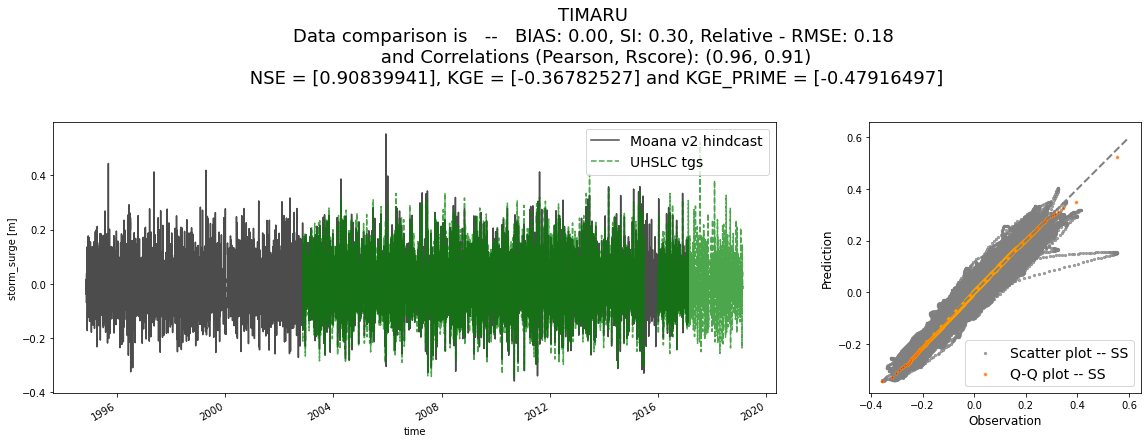 TIMARU
Data comparison is -- BIAS: 0.00, SI: 0.30, Relative - RMSE: 0.18
and Correlations (Pearson, Rscore): (0.96, 0.91)
NSE = [0.90839941], KGE = [-0.36782527] and KGE_PRIME = [-0.47916497]
storm_surge [m]
0.4
0.2
0.0
−0.2
−0.4
Moana v2 hindcast
UHSLC tgs
1996
2000
2004
2008
2012
2016
2020
time
Prediction
0.6
0.4
0.2
0.0
−0.2
Scatter plot -- SS
Q-Q plot -- SS
−0.4
−0.2
0.0
0.2
0.4
0.6
Observation